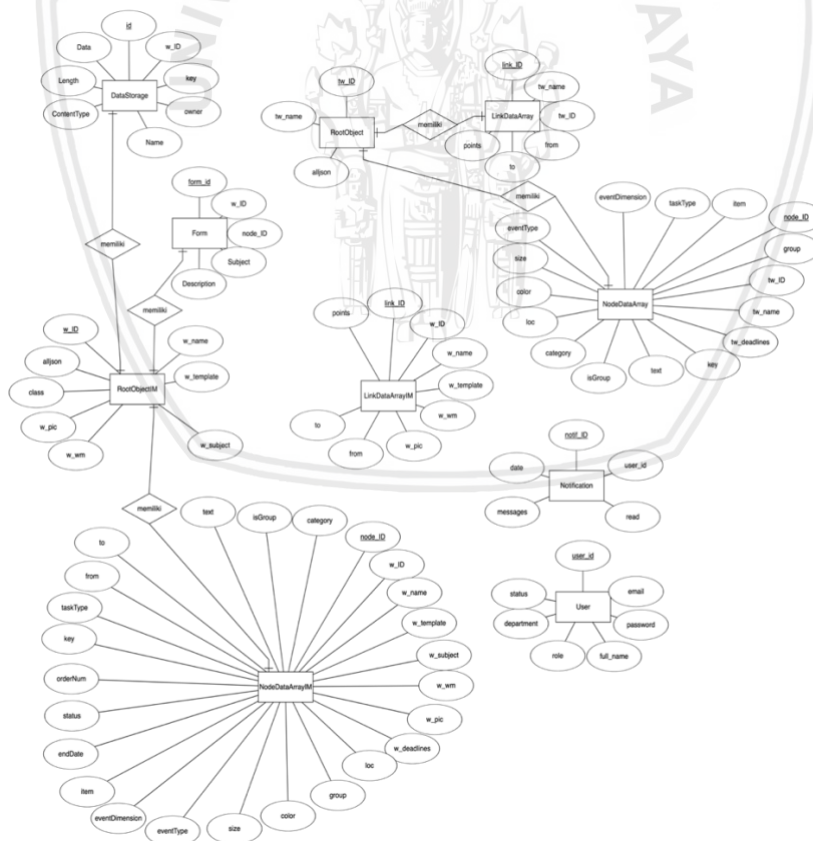 id
Data
w_ID
Length
key
DataStorage
ContentType
owner
Name
AYA
tw_ID
tw_name
RootObject
alljson
memiliki
link_ID
tw_name
LinkDataArray
tw_ID
points
from
to
memiliki
form_id
w_ID
Form
node_ID
Subject
Description
memiliki
memiliki
eventDimension
taskType
item
eventType
node_ID
size
group
color
NodeDataArray
tw_ID
loc
tw_name
category
tw_deadlines
isGroup
text
key
w_ID
alljson
w_name
class
RootObjectIM
w_template
w_pic
w_wm
w_subject
link_ID
points
w_ID
w_name
LinkDataArrayIM
w_template
w_wm
to
from
w_pic
notif_ID
date
user_id
Notification
messages
read
memiliki
text
isGroup
category
node_ID
to
w_ID
from
w_name
taskType
w_template
key
w_subject
orderNum
NodeDataArrayIM
w_wm
status
w_pic
endDate
w_deadlines
item
loc
eventDimension
group
eventType
size
color
user_id
status
email
User
department
password
role
full_name